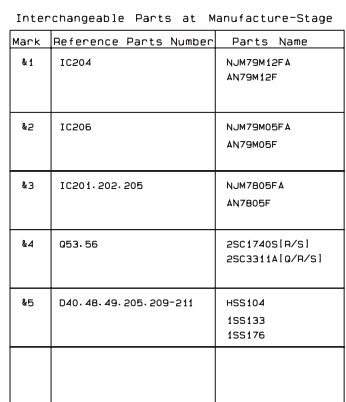 Interchangeable Parts at Manufacture-Stage
Mark Reference Parts Number Parts Name
&1 IC204 NJM79M12FA
AN79M12F
&2 IC206 NJM79M05FA
AN79M05F
&3 IC201.202.205 NJM7805FA
AN7805F
&4 Q53.56 2SC1740S[R/S]
2SC3311A[Q/R/S]
&5 D40.48.49.205.209-211 HSS104
1SS133
1SS176